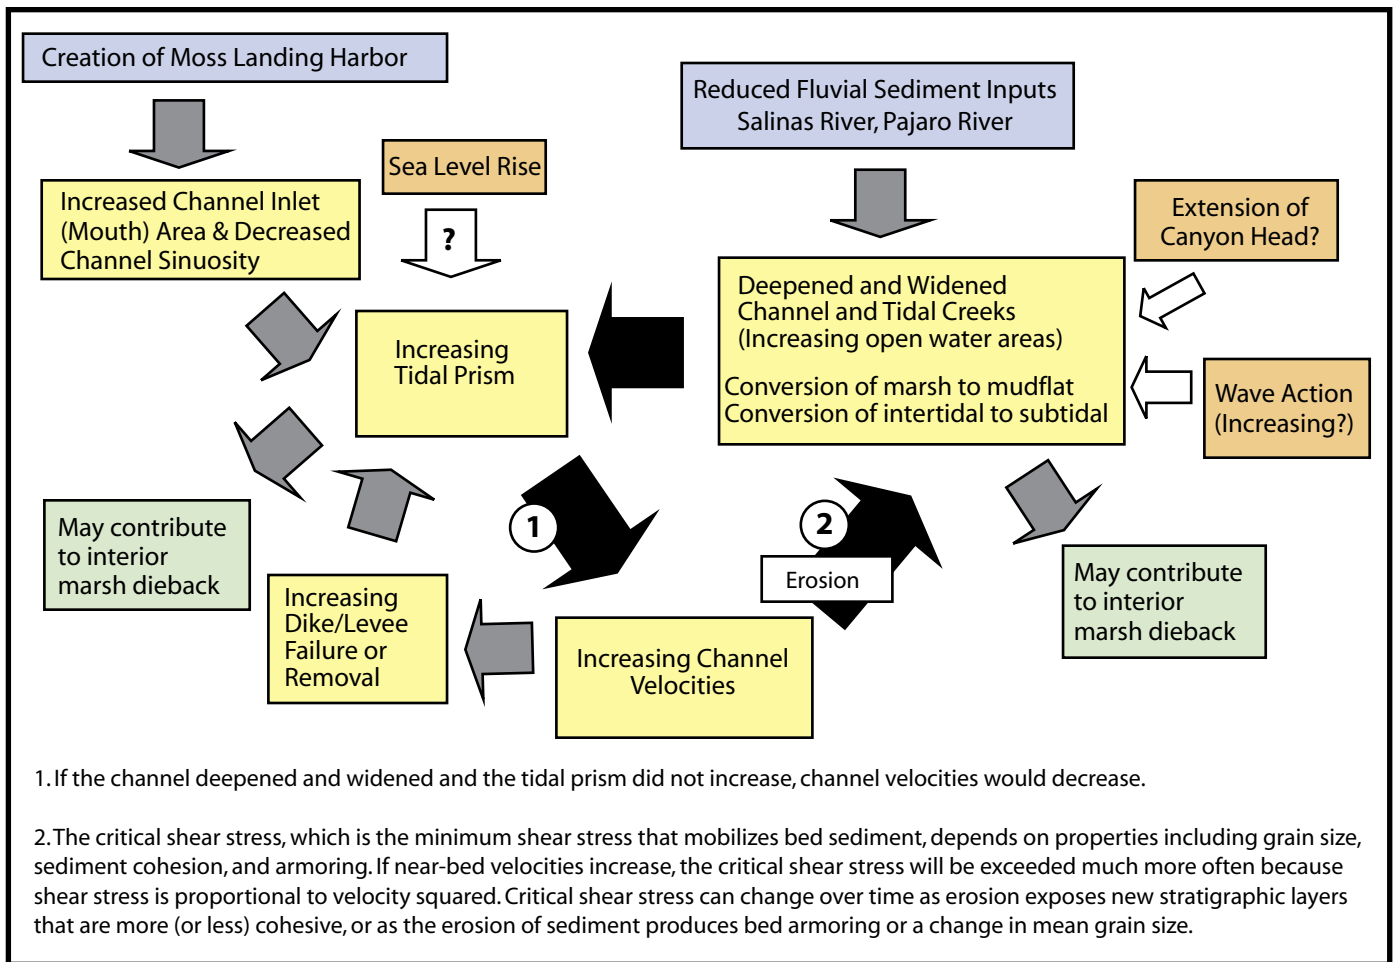 Creation of Moss Landing Harbor
Reduced Fluvial Sediment Inputs
Salinas River, Pajaro River
Sea Level Rise
?
Increased Channel Inlet
(Mouth) Area & Decreased
Channel Sinuosity
Extension of
Canyon Head?
Deepened and Widened
Channel and Tidal Creeks
(Increasing open water areas)
Conversion of marsh to mudflat
Conversion of intertidal to subtidal
Increasing
Tidal Prism
Wave Action
(Increasing?)
May contribute
to interior
marsh dieback
1
2
Erosion
May contribute
to interior
marsh dieback
Increasing
Dike/Levee
Failure or
Removal
Increasing Channel
Velocities
1. If the channel deepened and widened and the tidal prism did not increase, channel velocities would decrease.
2. The critical shear stress, which is the minimum shear stress that mobilizes bed sediment, depends on properties including grain size,
sediment cohesion, and armoring. If near-bed velocities increase, the critical shear stress will be exceeded much more often because
shear stress is proportional to velocity squared. Critical shear stress can change over time as erosion exposes new stratigraphic layers
that are more (or less) cohesive, or as the erosion of sediment produces bed armoring or a change in mean grain size.